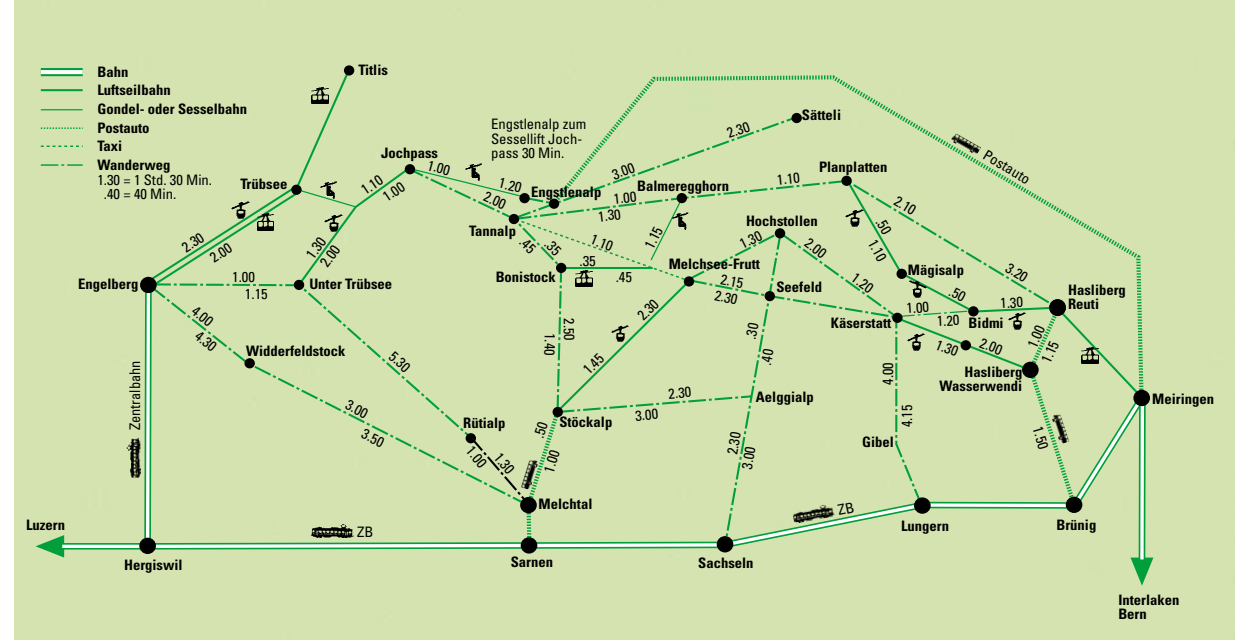 Bahn
Luftseilbahn
Gondel- oder Sesselbahn
Postauto
Taxi
Wanderweg
1.30 = 1 Std. 30 Min.
.40 = 40 Min.
Titlis
Trübsee
Jochpass
Engstlenalp zum
Sessellift Joch-
pass 30 Min.
Sätteli
2.30
3.00
Postauto
1.00
1.20
Engstlenalp
Balmeregghorn
1.00
1.30
1.10
Planplatten
2.10
3.20
1.10
1.00
2.00
Tannalp
.45
.35
1.10
1.15
Hochstollen
1.30
2.00
1.20
.50
1.10
Mägisalp
.50
2.30
2.00
1.30
2.00
Engelberg
1.00
1.15
Unter Trübsee
Bonistock
.35
.45
Melchsee-Frutt
2.15
2.30
Seefeld
Käserstatt
1.00
1.20
Bidmi
1.30
Hasliberg
Reuti
4.00
4.30
Widderfeldstock
5.30
2.50
1.40
2.30
1.45
.30
.40
1.30
2.00
Hasliberg
Wasserwendi
1.00
1.15
Zentralbahn
3.00
3.50
Rütialp
1.00
1.30
Stöckalp
2.30
3.00
Aelggialp
4.00
4.15
Gibel
Meiringen
.50
1.00
2.30
3.00
1.50
Melchtal
Luzern
ZB
ZB
Lungern
Brünig
Hergiswil
Sarnen
Sachseln
Interlaken
Bern